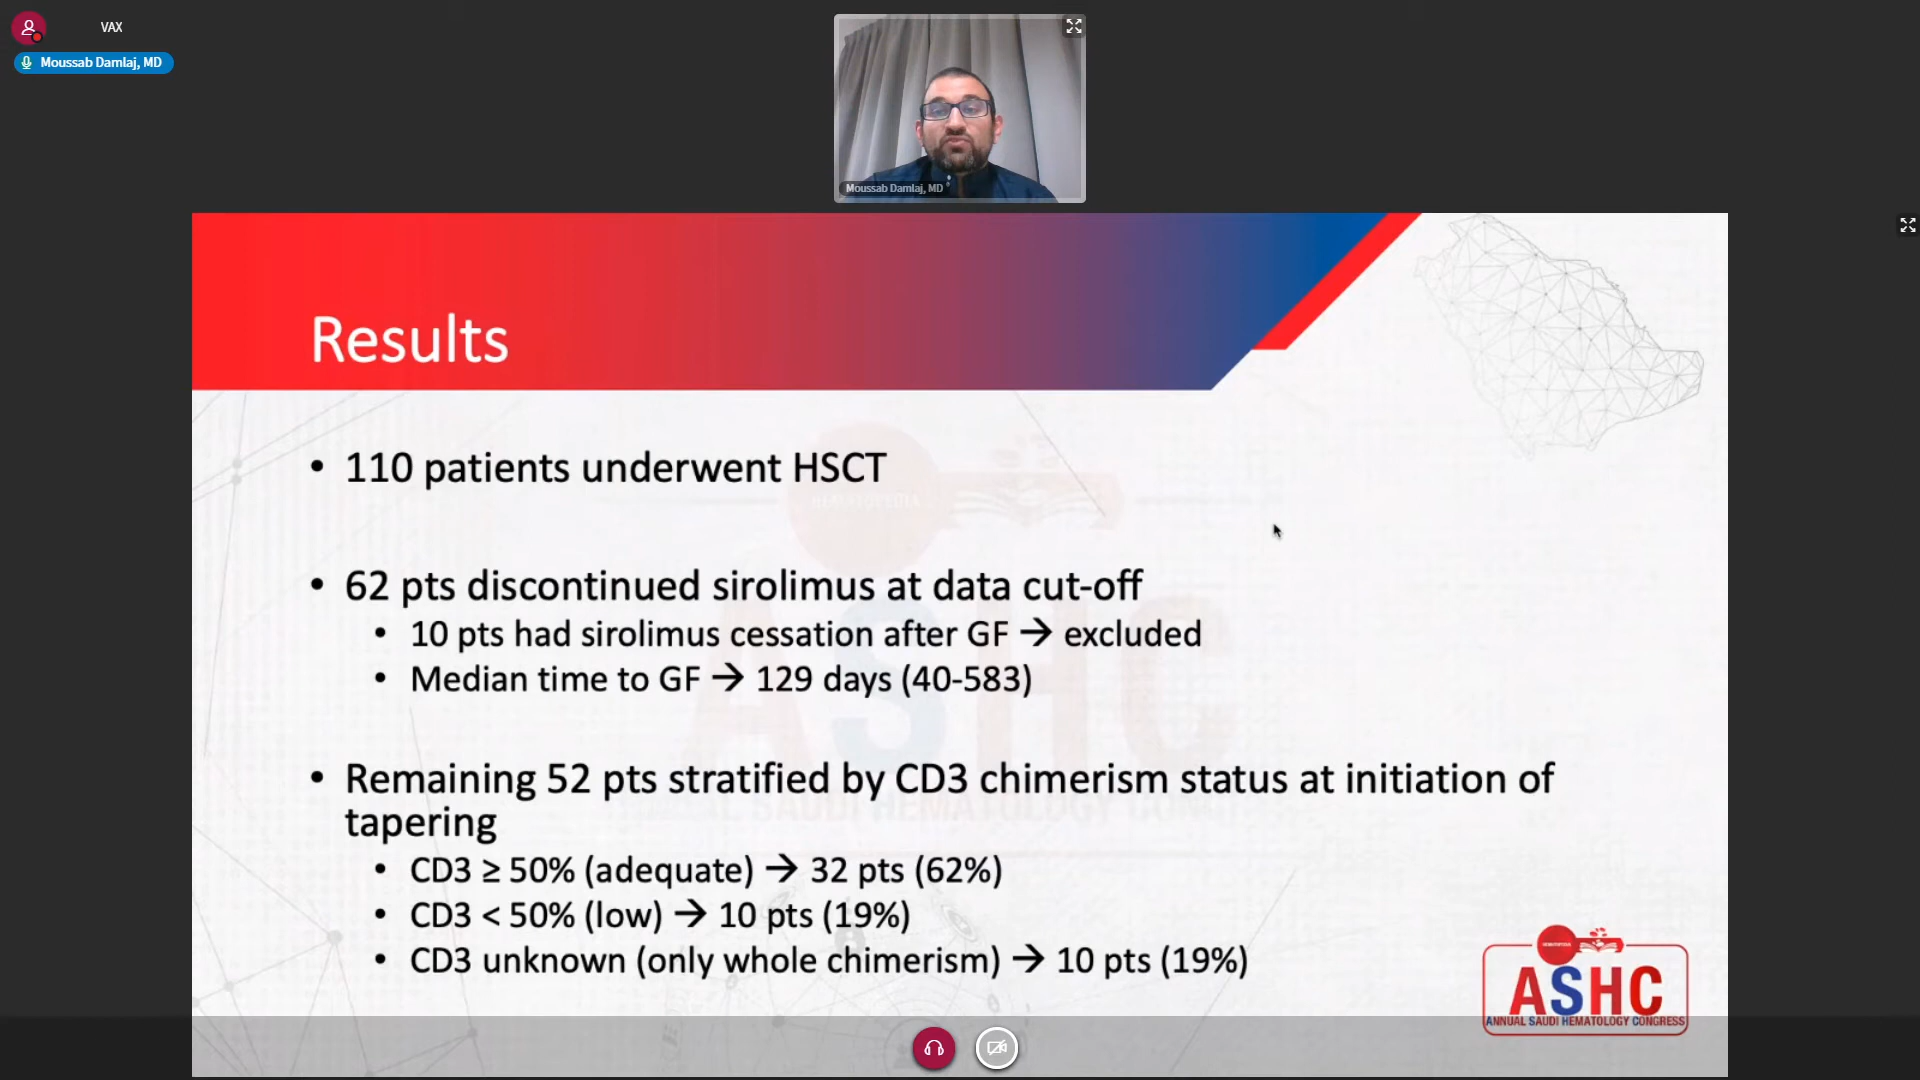 VAX
Moussab Damlaj, MD
Moussab Damlaj, MD
Results
• 110 patients underwent HSCT
• 62 pts discontinued sirolimus at data cut-off
• 10 pts had sirolimus cessation after GF → excluded
• Median time to GF → 129 days (40-583)
• Remaining 52 pts stratified by CD3 chimerism status at initiation of
tapering
• CD3 ≥ 50% (adequate) → 32 pts (62%)
• CD3 < 50% (low) → 10 pts (19%)
• CD3 unknown (only whole chimerism) → 10 pts (19%)
ASHC
ANNUAL SAUDI HEMATOLOGY CONGRESS